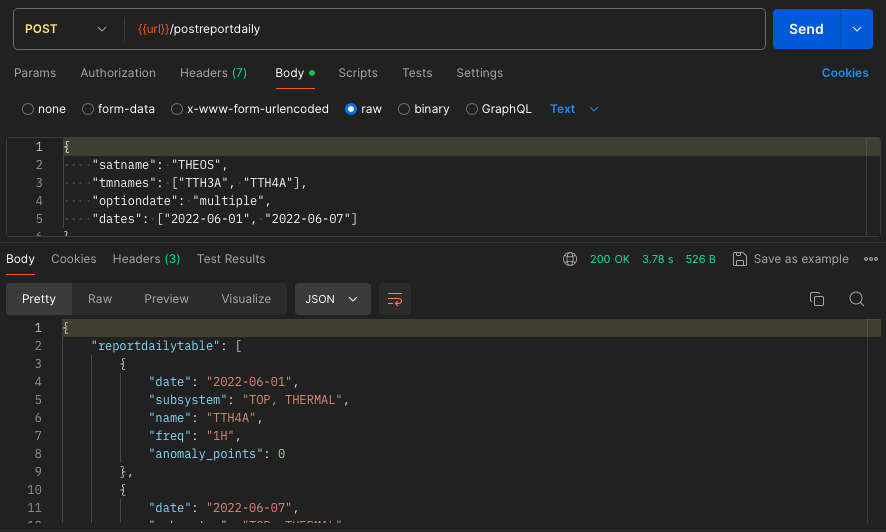 POST {{url}}/postreportdaily Send
Params Authorization Headers (7) Body Scripts Tests Settings Cookies
none form-data x-www-form-urlencoded raw binary GraphQL Text
1 {
2 "satname": "THEOS",
3 "tmnames": ["TTH3A", "TTH4A"],
4 "optiondate": "multiple",
5 "dates": ["2022-06-01", "2022-06-07"]
Body Cookies Headers (3) Test Results 200 OK 3.78 s 526 B Save as example
Pretty Raw Preview Visualize JSON
1 {
2 "reportdailytable": [
3 {
4 "date": "2022-06-01",
5 "subsystem": "TOP, THERMAL",
6 "name": "TTH4A",
7 "freq": "1H",
8 "anomaly_points": 0
9 },
10 {
11 "date": "2022-06-07",